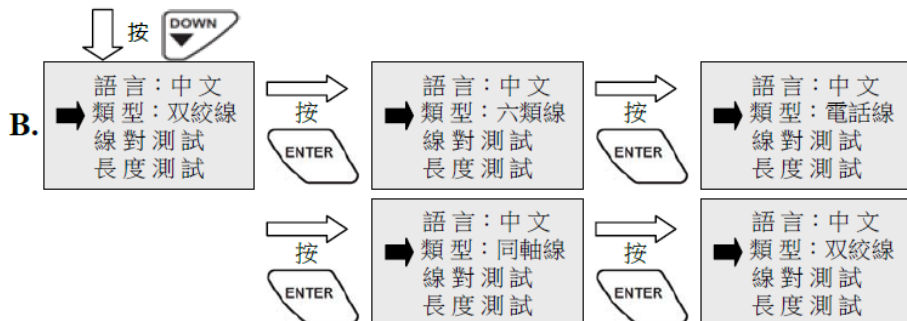 按 DOWN
B.
語言：中文
類型：双絞線
線對測試
長度測試
按
ENTER
語言：中文
類型：六類線
線對測試
長度測試
按
ENTER
語言：中文
類型：電話線
線對測試
長度測試
按
ENTER
語言：中文
類型：同軸線
線對測試
長度測試
按
ENTER
語言：中文
類型：双絞線
線對測試
長度測試